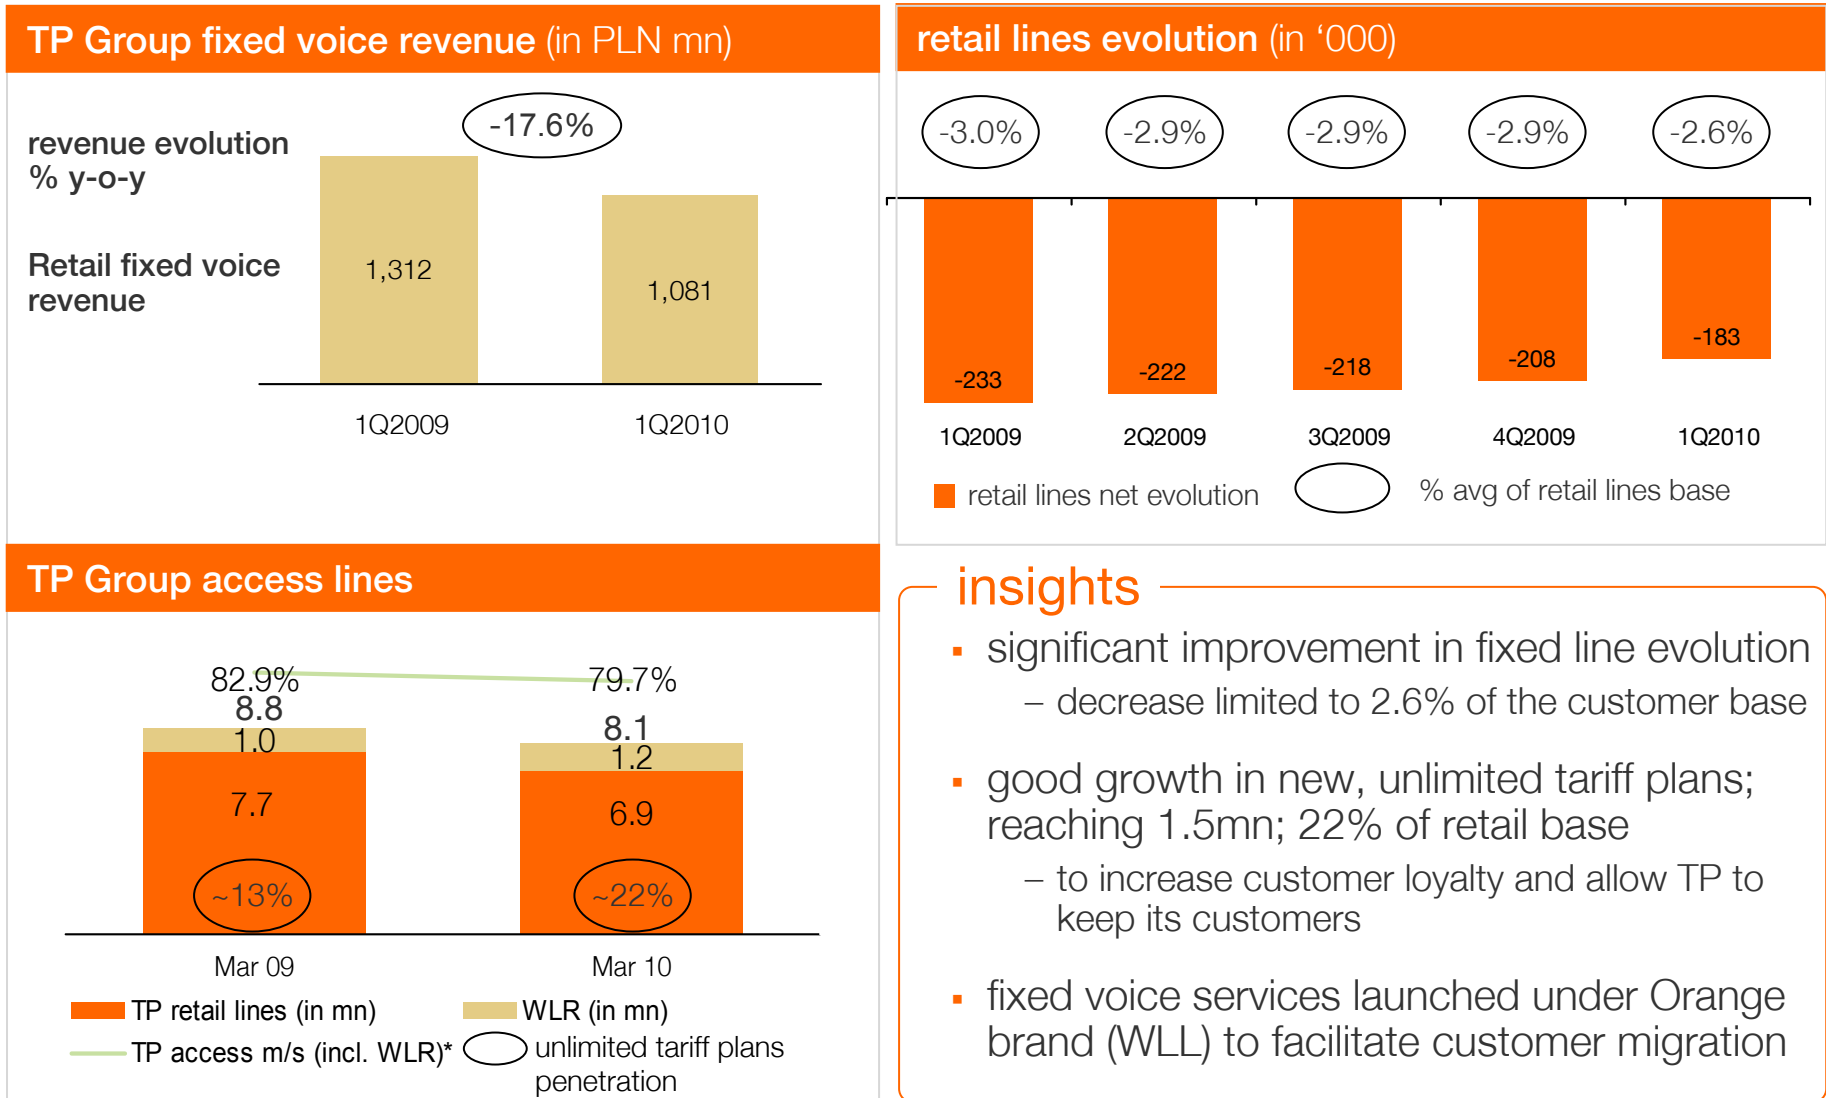 TP Group fixed voice revenue (in PLN mn)
revenue evolution
% y-o-y
-17.6%
Retail fixed voice
revenue
1,312
1,081
1Q2009
1Q2010
retail lines evolution (in ‘000)
-3.0%
-2.9%
-2.9%
-2.9%
-2.6%
-233
-222
-218
-208
-183
1Q2009
2Q2009
3Q2009
4Q2009
1Q2010
retail lines net evolution
% avg of retail lines base
TP Group access lines
82.9%
79.7%
8.8
8.1
1.0
1.2
7.7
6.9
~13%
~22%
Mar 09
Mar 10
TP retail lines (in mn)
WLR (in mn)
TP access m/s (incl. WLR)*
unlimited tariff plans
penetration
insights
▪ significant improvement in fixed line evolution
– decrease limited to 2.6% of the customer base
▪ good growth in new, unlimited tariff plans;
reaching 1.5mn; 22% of retail base
– to increase customer loyalty and allow TP to
keep its customers
▪ fixed voice services launched under Orange
brand (WLL) to facilitate customer migration